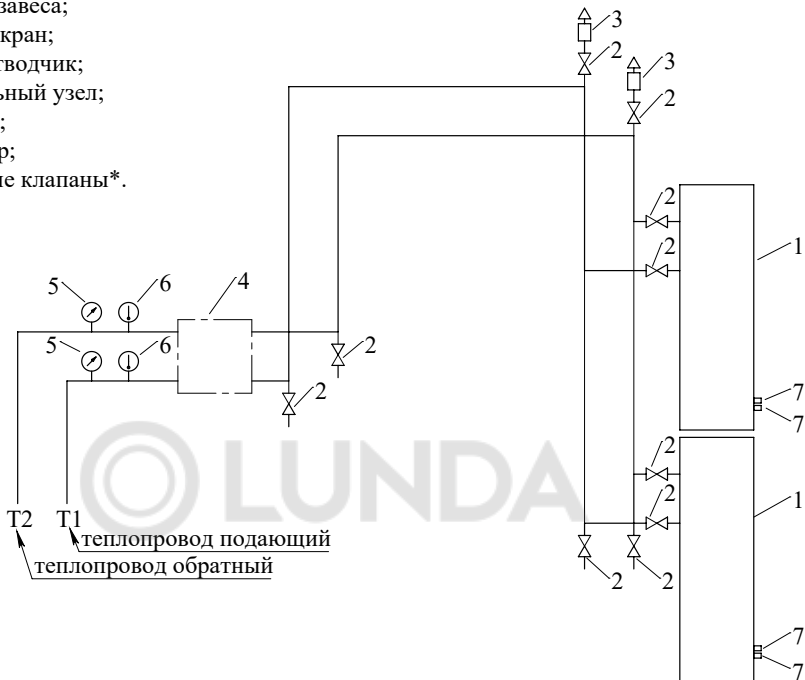 завеса;
кран;
тводчик;
ьный узел;
;
р;
ые клапаны*.
3
2
3
2
2
1
2
5
6
4
5
6
2
2
7
7
2
1
2
LUNDA
T2
T1
теплопровод подающий
теплопровод обратный
2
2
7
7